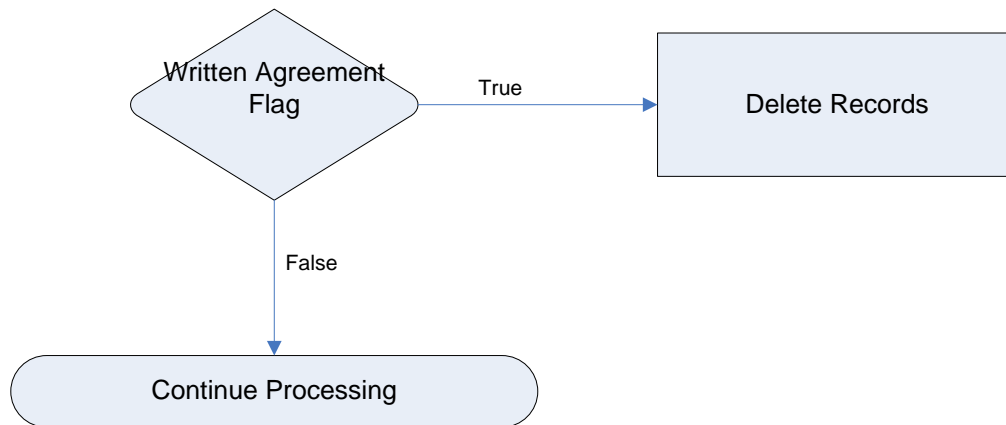 Written Agreement
Flag
True
Delete Records
False
Continue Processing